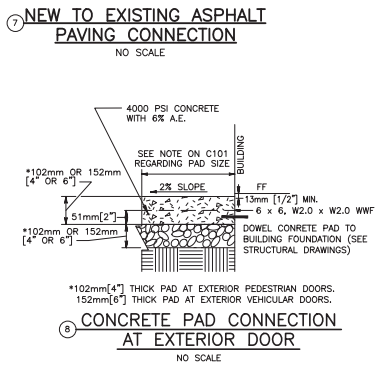 7 NEW TO EXISTING ASPHALT
PAVING CONNECTION
NO SCALE
4000 PSI CONCRETE
WITH 6% A.E.
SEE NOTE ON C101
REGARDING PAD SIZE
BUILDING
*102mm OR 152mm
[4" OR 6"]
2% SLOPE
FF
13mm [1/2"] MIN.
51mm[2"]
6 x 6, W2.0 x W2.0 WWF
*102mm OR 152mm
[4" OR 6"]
DOWEL CONRETE PAD TO
BUILDING FOUNDATION (SEE
STRUCTURAL DRAWINGS)
*102mm[4"] THICK PAD AT EXTERIOR PEDESTRIAN DOORS.
152mm[6"] THICK PAD AT EXTERIOR VEHICULAR DOORS.
8 CONCRETE PAD CONNECTION
AT EXTERIOR DOOR
NO SCALE